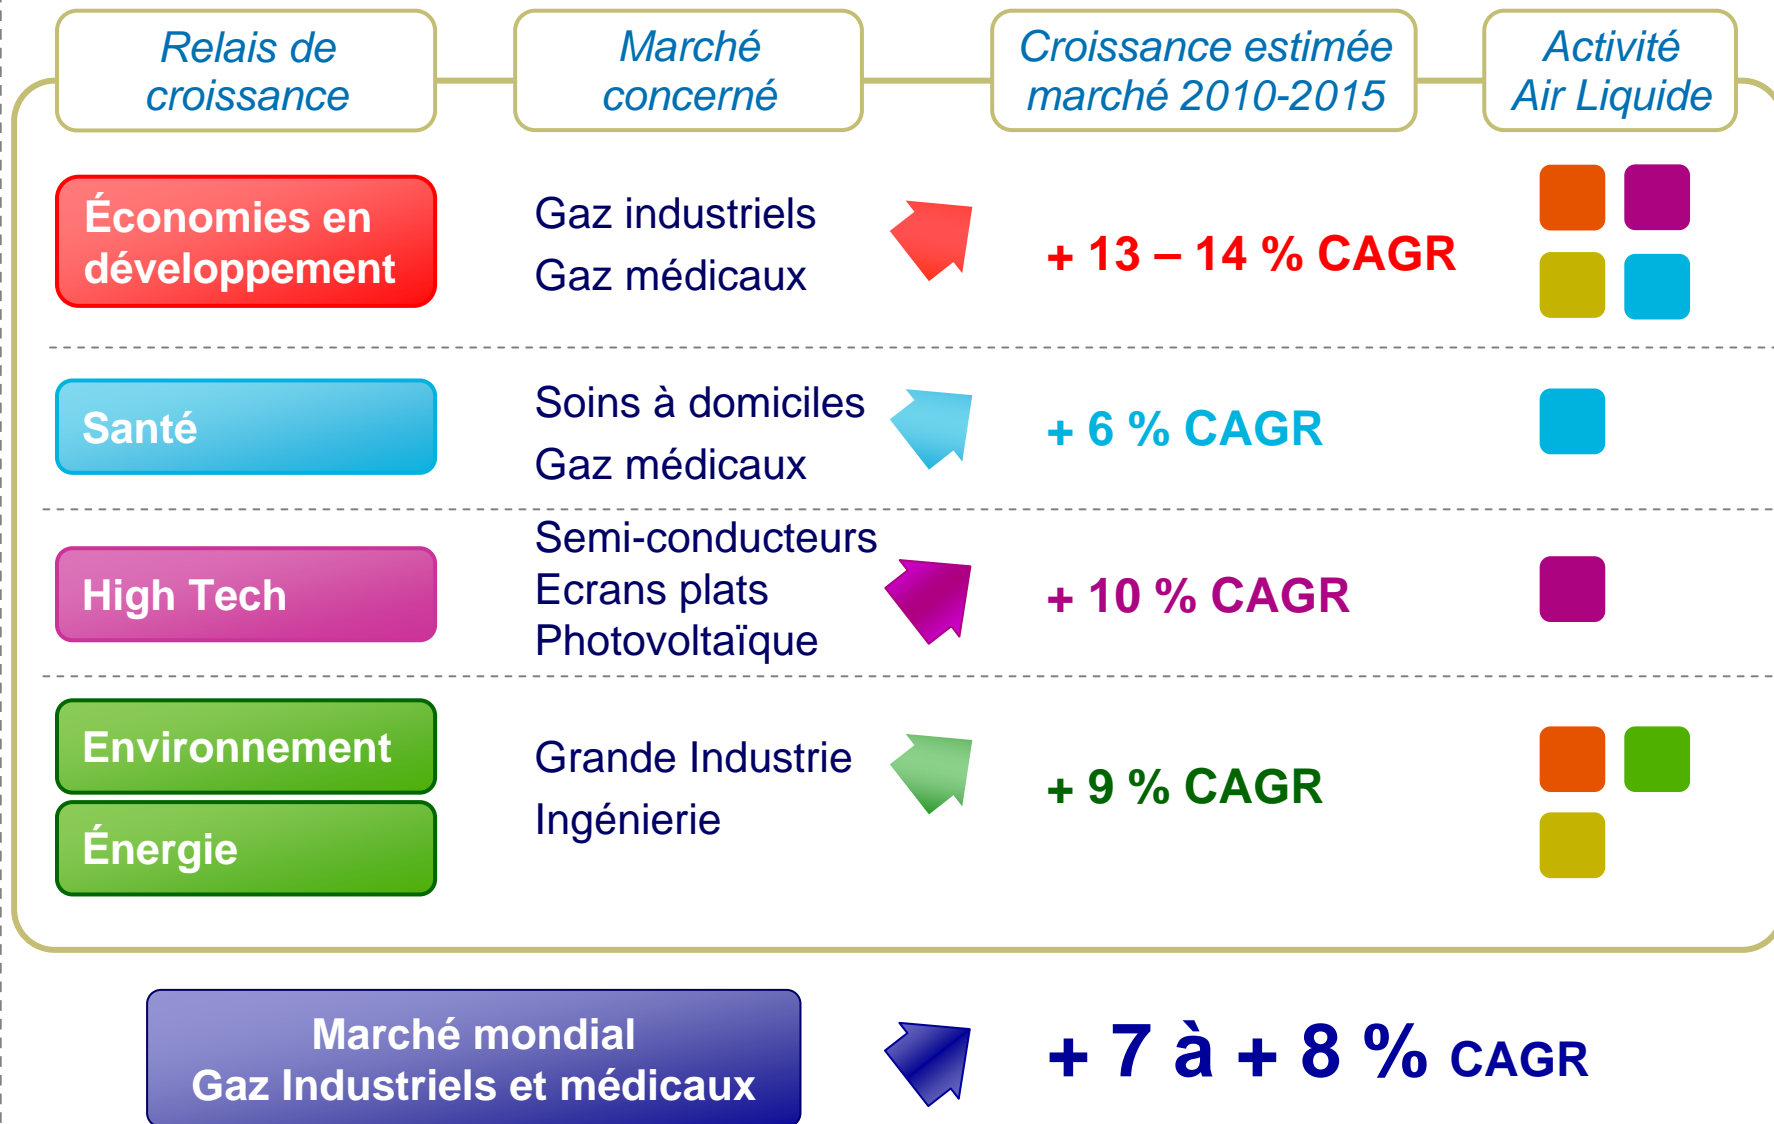 Relais de
croissance
Marché
concerné
Croissance estimée
marché 2010-2015
Activité
Air Liquide
Économies en
développement
Gaz industriels
Gaz médicaux
+ 13 – 14 % CAGR
Santé
Soins à domiciles
Gaz médicaux
+ 6 % CAGR
High Tech
Semi-conducteurs
Ecrans plats
Photovoltaïque
+ 10 % CAGR
Environnement
Énergie
Grande Industrie
Ingénierie
+ 9 % CAGR
Marché mondial
Gaz Industriels et médicaux
+ 7 à + 8 % CAGR